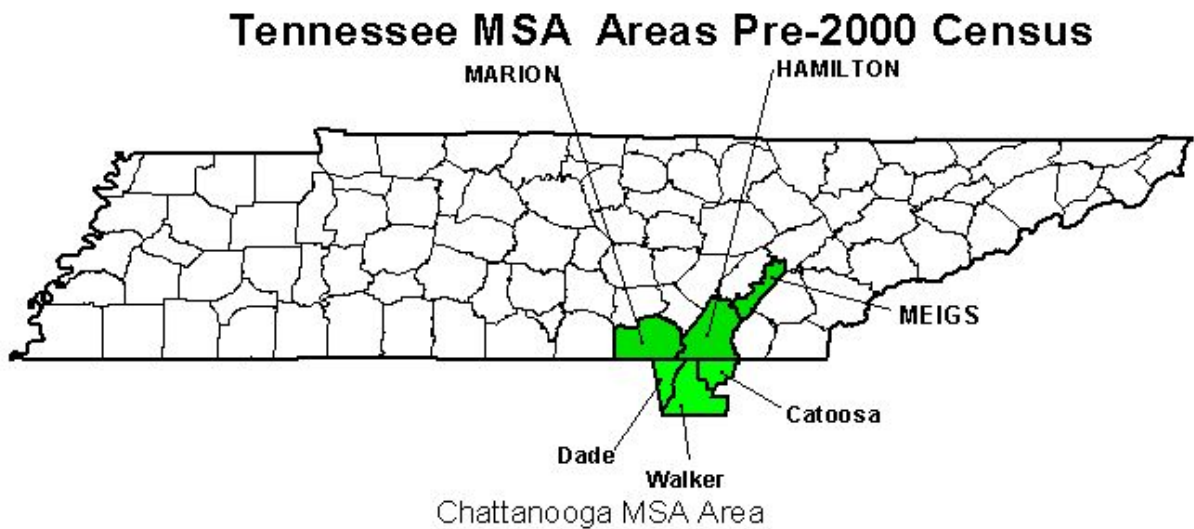 Tennessee MSA Areas Pre-2000 Census
MARION
HAMILTON
MEIGS
Catoosa
Dade
Walker
Chattanooga MSA Area